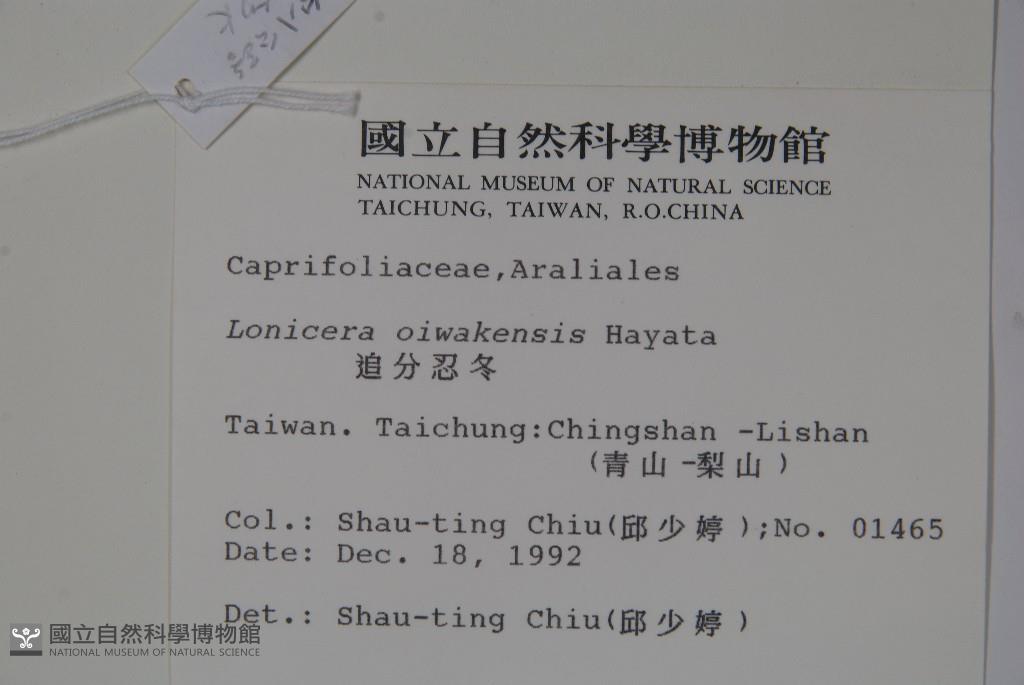 國立自然科學博物館
NATIONAL MUSEUM OF NATURAL SCIENCE
TAICHUNG, TAIWAN, R.O.CHINA
Caprifoliaceae,Araliales
Lonicera oiwakensis Hayata
追分忍冬
Taiwan. Taichung:Chingshan -Lishan
(青山-梨山)
Col.: Shau-ting Chiu(邱少婷);No. 01465
Date: Dec. 18, 1992
Det.: Shau-ting Chiu(邱少婷)
國立自然科學博物館
NATIONAL MUSEUM OF NATURAL SCIENCE